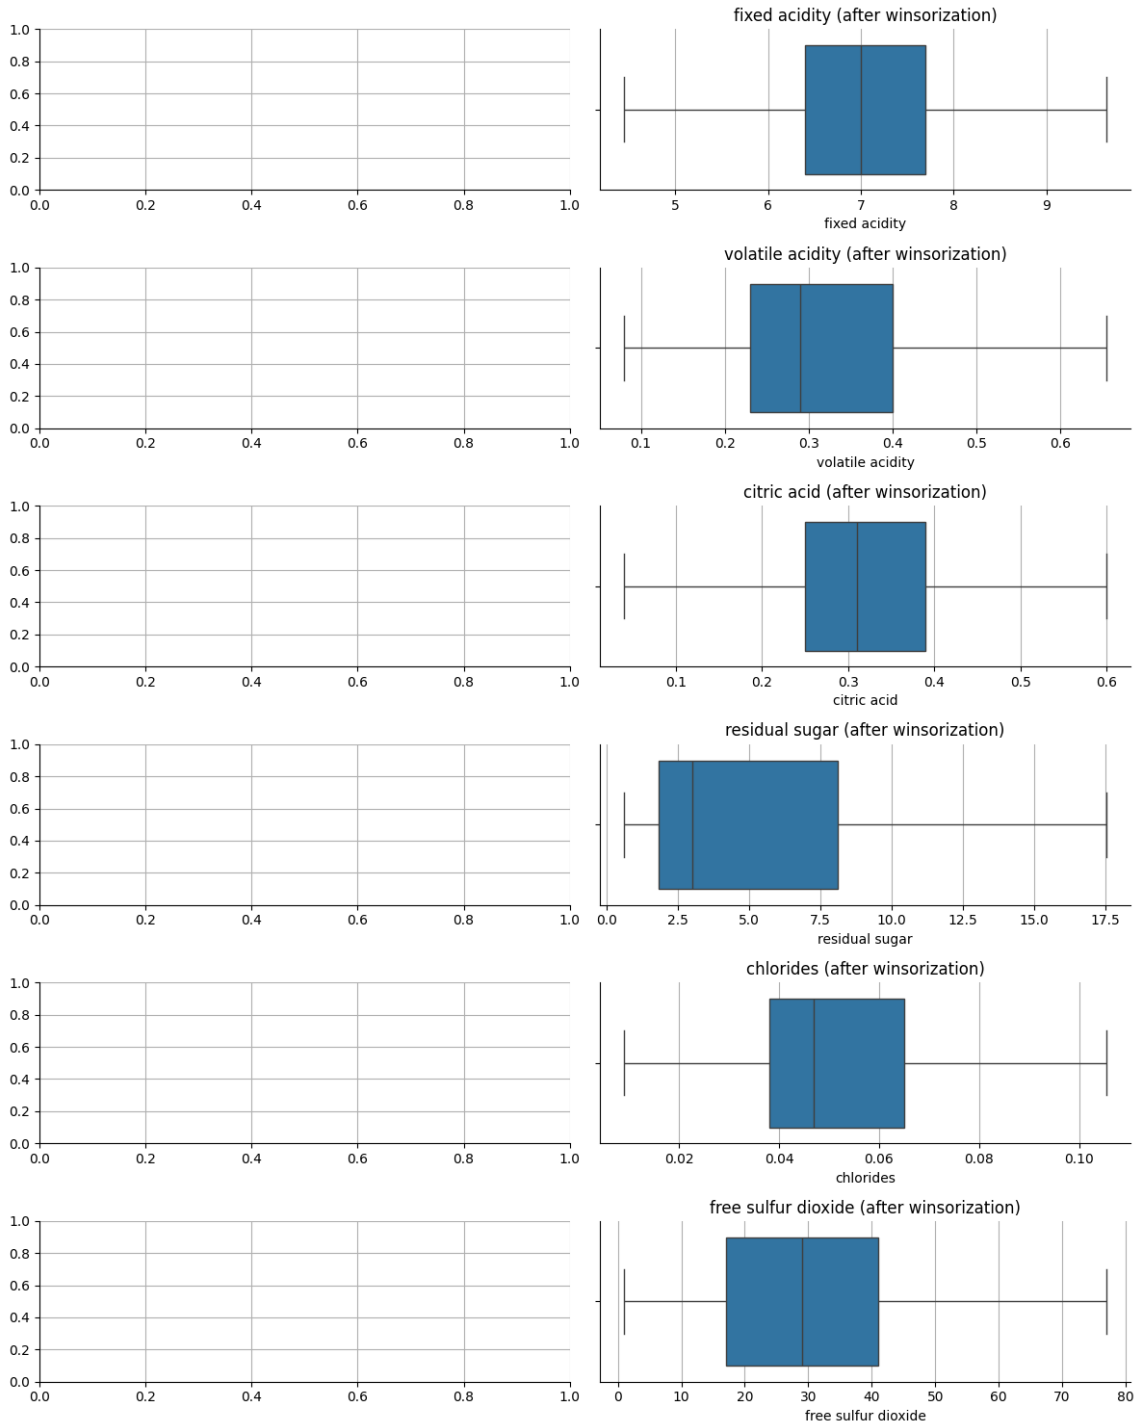 fixed acidity (after winsorization)
1.0
0.8
0.6
0.4
0.2
0.0
0.0 0.2 0.4 0.6 0.8 1.0
5 6 7 8 9
fixed acidity
volatile acidity (after winsorization)
1.0
0.8
0.6
0.4
0.2
0.0
0.0 0.2 0.4 0.6 0.8 1.0
0.1 0.2 0.3 0.4 0.5 0.6
volatile acidity
citric acid (after winsorization)
1.0
0.8
0.6
0.4
0.2
0.0
0.0 0.2 0.4 0.6 0.8 1.0
0.1 0.2 0.3 0.4 0.5 0.6
citric acid
residual sugar (after winsorization)
1.0
0.8
0.6
0.4
0.2
0.0
0.0 0.2 0.4 0.6 0.8 1.0
0.0 2.5 5.0 7.5 10.0 12.5 15.0 17.5
residual sugar
chlorides (after winsorization)
1.0
0.8
0.6
0.4
0.2
0.0
0.0 0.2 0.4 0.6 0.8 1.0
0.02 0.04 0.06 0.08 0.10
chlorides
free sulfur dioxide (after winsorization)
1.0
0.8
0.6
0.4
0.2
0.0
0.0 0.2 0.4 0.6 0.8 1.0
0 10 20 30 40 50 60 70 80
free sulfur dioxide